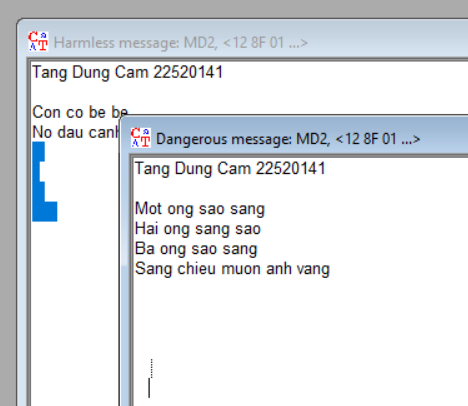 Harmless message: MD2, <12 8F 01 ...>
Tang Dung Cam 22520141
Con co be be
No dau
Dangerous message: MD2, <12 8F 01 ...>
Tang Dung Cam 22520141
Mot ong sao sang
Hai ong sang sao
Ba ong sao sang
Sang chieu muon anh vang